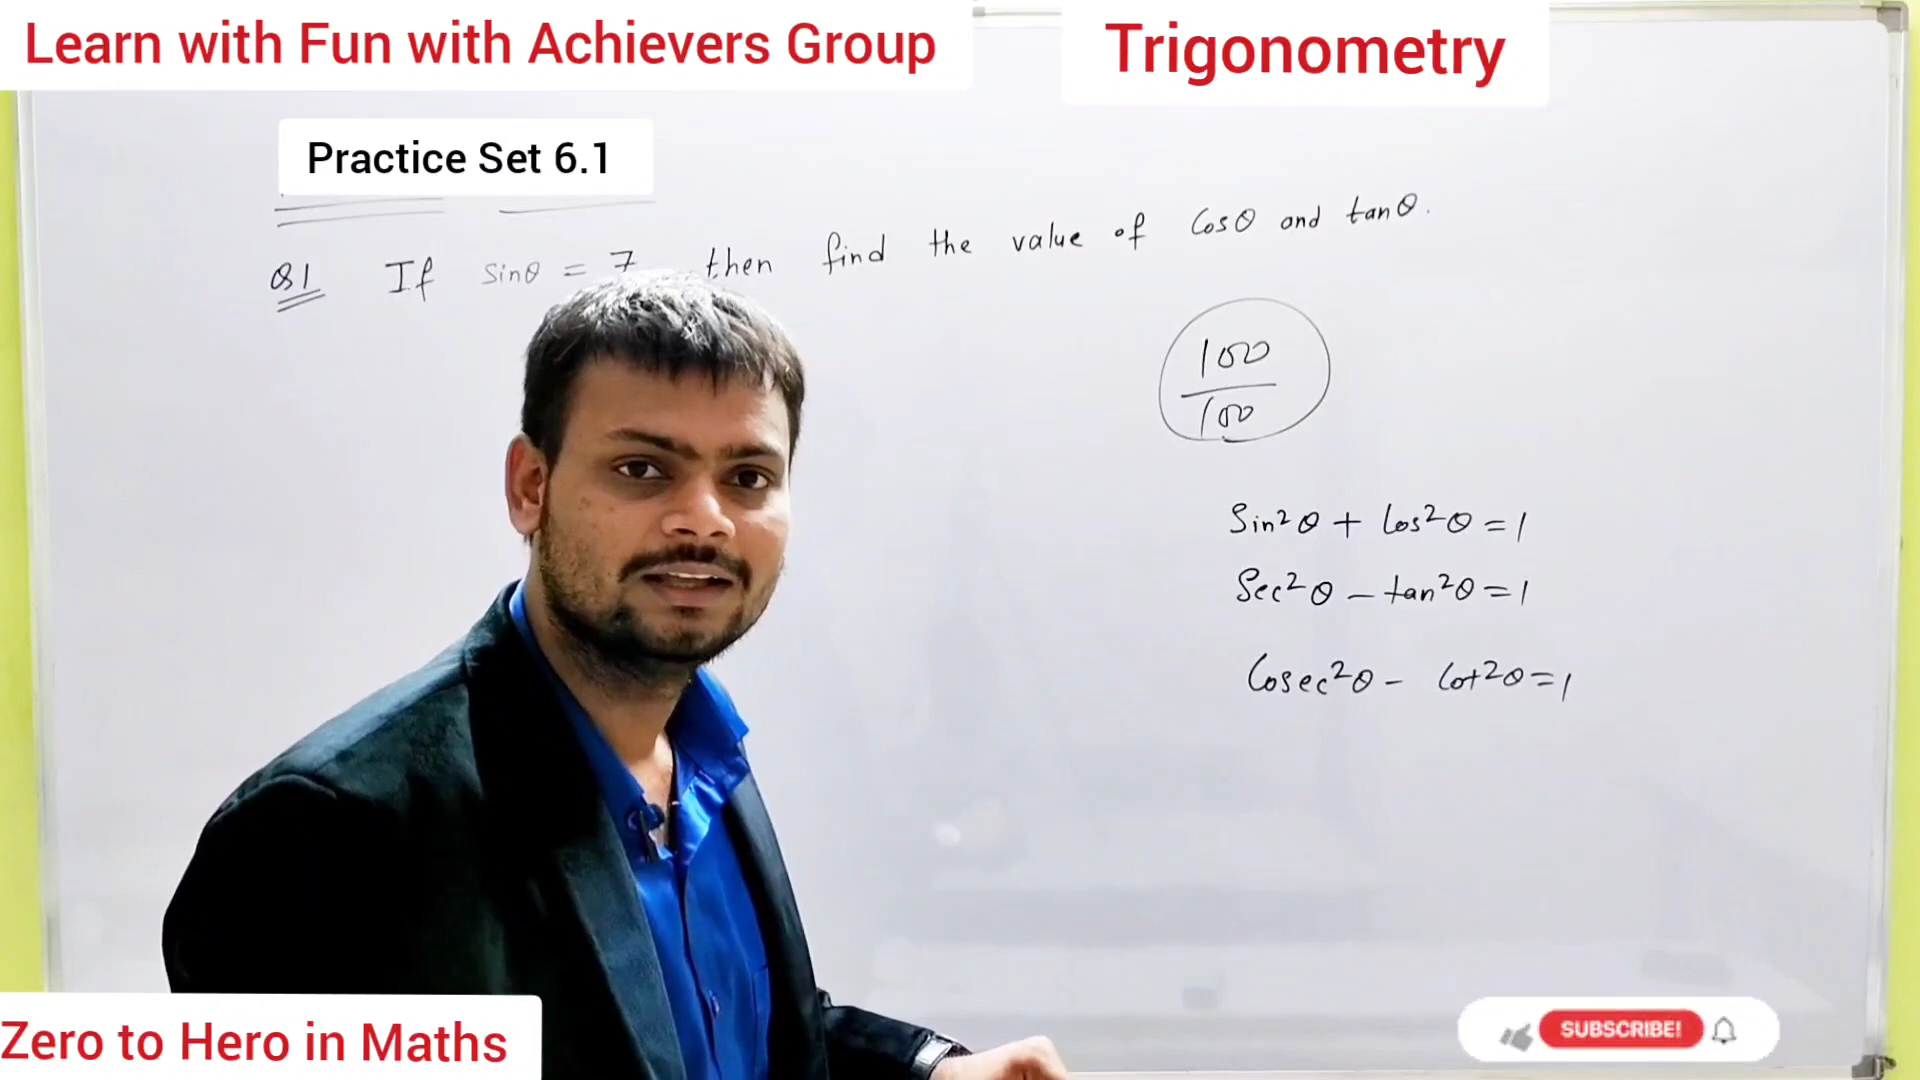 Learn with Fun with Achievers Group
Trigonometry
Practice Set 6.1
Q1 If sinθ = 7 then find the value of Cosθ and tanθ.
100
100
Sin²θ + Cos²θ = 1
Sec²θ - tan²θ = 1
Cosec²θ - Cot²θ = 1
Zero to Hero in Maths
SUBSCRIBE!